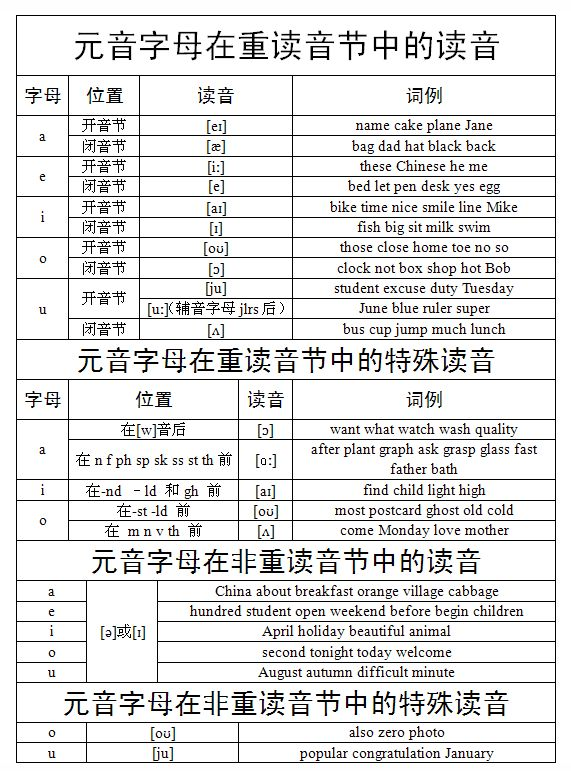 元音字母在重读音节中的读音
字母 位置 读音 词例
a 开音节 [eɪ] name cake plane Jane
闭音节 [æ] bag dad hat black back
e 开音节 [iː] these Chinese he me
闭音节 [e] bed let pen desk yes egg
i 开音节 [aɪ] bike time nice smile line Mike
闭音节 [ɪ] fish big sit milk swim
o 开音节 [oʊ] those close home toe no so
闭音节 [ɔ] clock not box shop hot Bob
u 开音节 [ju] student excuse duty Tuesday
[uː](辅音字母 jlrs 后) June blue ruler super
闭音节 [ʌ] bus cup jump much lunch
元音字母在重读音节中的特殊读音
字母 位置 读音 词例
a 在[w]音后 [ɔ] want what watch wash quality
在 n f ph sp sk ss st th 前 [ɑː] after plant graph ask grasp glass fast
father bath
i 在-nd -ld 和 gh 前 [aɪ] find child light high
o 在-st -ld 前 [oʊ] most postcard ghost old cold
在 m n v th 前 [ʌ] come Monday love mother
元音字母在非重读音节中的读音
a [ə]或[ɪ] China about breakfast orange village cabbage
e hundred student open weekend before begin children
i April holiday beautiful animal
o second tonight today welcome
u August autumn difficult minute
元音字母在非重读音节中的特殊读音
o [oʊ] also zero photo
u [ju] popular congratulation January